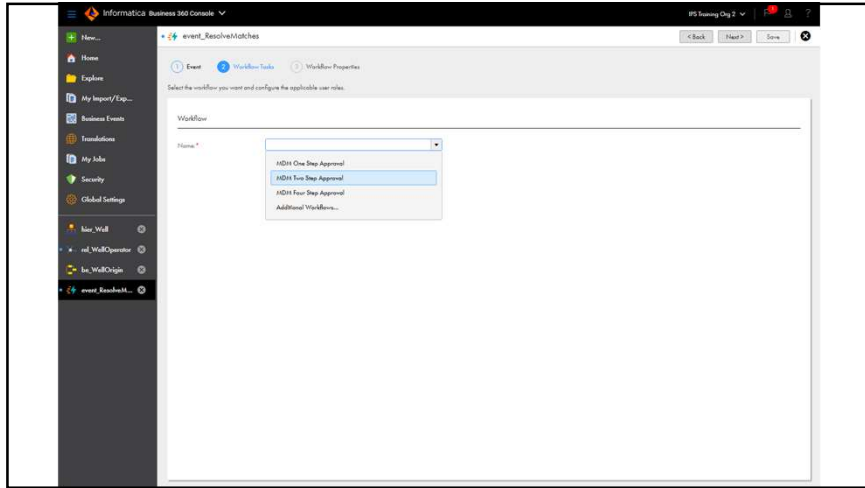 Informatica Business 360 Console
IPS Training Org 2
?
New...
Home
Explore
My Import/Exp...
Business Events
Translations
My Jobs
Security
Global Settings
hier_Well
rel_WellOperator
be_WellOrigin
event_ResolveM...
event_ResolveMatches
< Back
Next >
Save
1 Event
2 Workflow Tasks
3 Workflow Properties
Select the workflow you want and configure the applicable user roles.
Workflow
Name *
MDM One Step Approval
MDM Two Step Approval
MDM Four Step Approval
Additional Workflows...